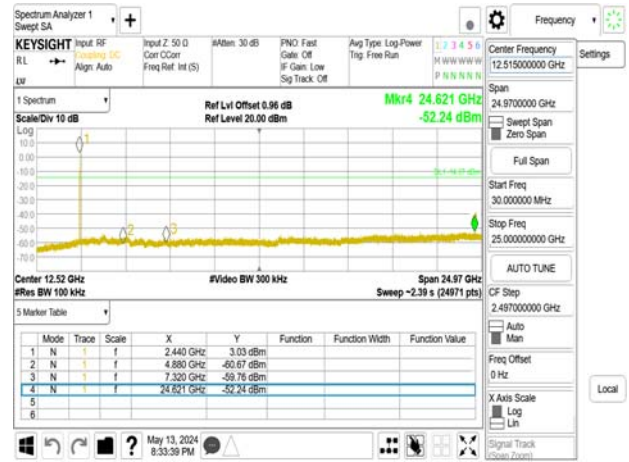 Spectrum Analyzer 1
Swept SA
Frequency
KEYSIGHT
RL
Input: RF
Coupling: DC
Align: Auto
Input Z: 50 Ω
Corr CCorr
Freq Ref: Int (S)
#Atten: 30 dB
PNO: Fast
Gate: Off
IF Gain: Low
Sig Track: Off
Avg Type: Log-Power
Trig: Free Run
1 2 3 4 5 6
M W W W W W
P N N N N N
Center Frequency
12.515000000 GHz
Settings
Span
24.9700000 GHz
Swept Span
Zero Span
Full Span
Start Freq
30.000000 MHz
Stop Freq
25.000000000 GHz
AUTO TUNE
CF Step
2.497000000 GHz
Auto
Man
Freq Offset
0 Hz
X Axis Scale
Log
Lin
Signal Track
(Span Zoom)
Local
1 Spectrum
Scale/Div 10 dB
Ref Lvl Offset 0.96 dB
Ref Level 20.00 dBm
Mkr4 24.621 GHz
-52.24 dBm
Log
10.0
0.00
-10.0
-20.0
-30.0
-40.0
-50.0
-60.0
-70.0
1
2
3
Center 12.52 GHz
#Res BW 100 kHz
#Video BW 300 kHz
Span 24.97 GHz
Sweep ~2.39 s (24971 pts)
5 Marker Table
Mode Trace Scale X Y Function Function Width Function Value
1 N 1 f 2.440 GHz 3.03 dBm
2 N 1 f 4.880 GHz -60.67 dBm
3 N 1 f 7.320 GHz -59.76 dBm
4 N 1 f 24.621 GHz -52.24 dBm
5
6
?
May 13, 2024
8:33:39 PM